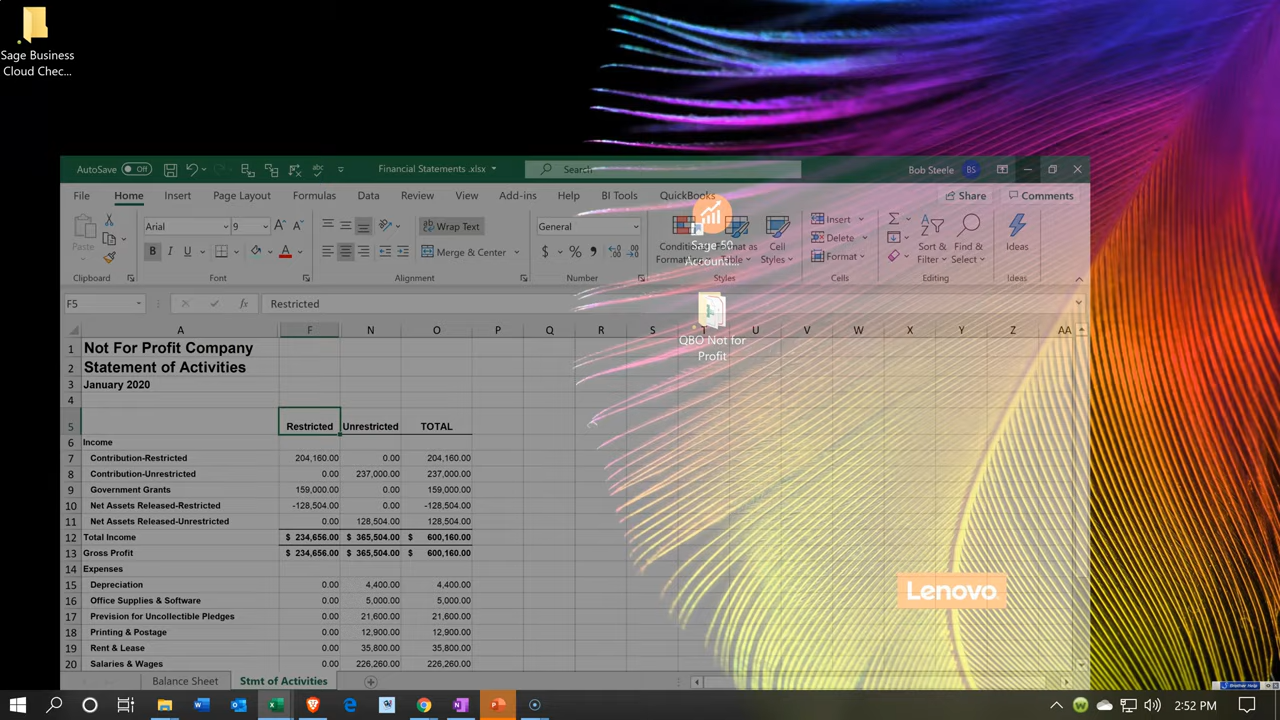 Sage Business
Cloud Chec...
AutoSave Off Financial Statements .xlsx Search Bob Steele BS
File Home Insert Page Layout Formulas Data Review View Add-ins Help BI Tools QuickBooks Share Comments
Paste Arial 9 A A Wrap Text General Insert Sort & Filter Find & Select Ideas
B I U A Merge & Center $ % Conditional Formatting Format as Table Cell Styles Delete
Format
Clipboard Font Alignment Number Styles Cells Editing Ideas
Sage 50
Accounti...
QBO Not for
Profit
F5 fx Restricted
A F N O P Q R S T U V W X Y Z AA
1 Not For Profit Company
2 Statement of Activities
3 January 2020
4
5 Restricted Unrestricted TOTAL
6 Income
7 Contribution-Restricted 204,160.00 0.00 204,160.00
8 Contribution-Unrestricted 0.00 237,000.00 237,000.00
9 Government Grants 159,000.00 0.00 159,000.00
10 Net Assets Released-Restricted -128,504.00 0.00 -128,504.00
11 Net Assets Released-Unrestricted 0.00 128,504.00 128,504.00
12 Total Income $ 234,656.00 $ 365,504.00 $ 600,160.00
13 Gross Profit $ 234,656.00 $ 365,504.00 $ 600,160.00
14 Expenses
15 Depreciation 0.00 4,400.00 4,400.00
16 Office Supplies & Software 0.00 5,000.00 5,000.00
17 Prevision for Uncollectible Pledges 0.00 21,600.00 21,600.00
18 Printing & Postage 0.00 12,900.00 12,900.00
19 Rent & Lease 0.00 35,800.00 35,800.00
20 Salaries & Wages 0.00 226,260.00 226,260.00
Balance Sheet Stmt of Activities
Lenovo
Brother Help
2:52 PM